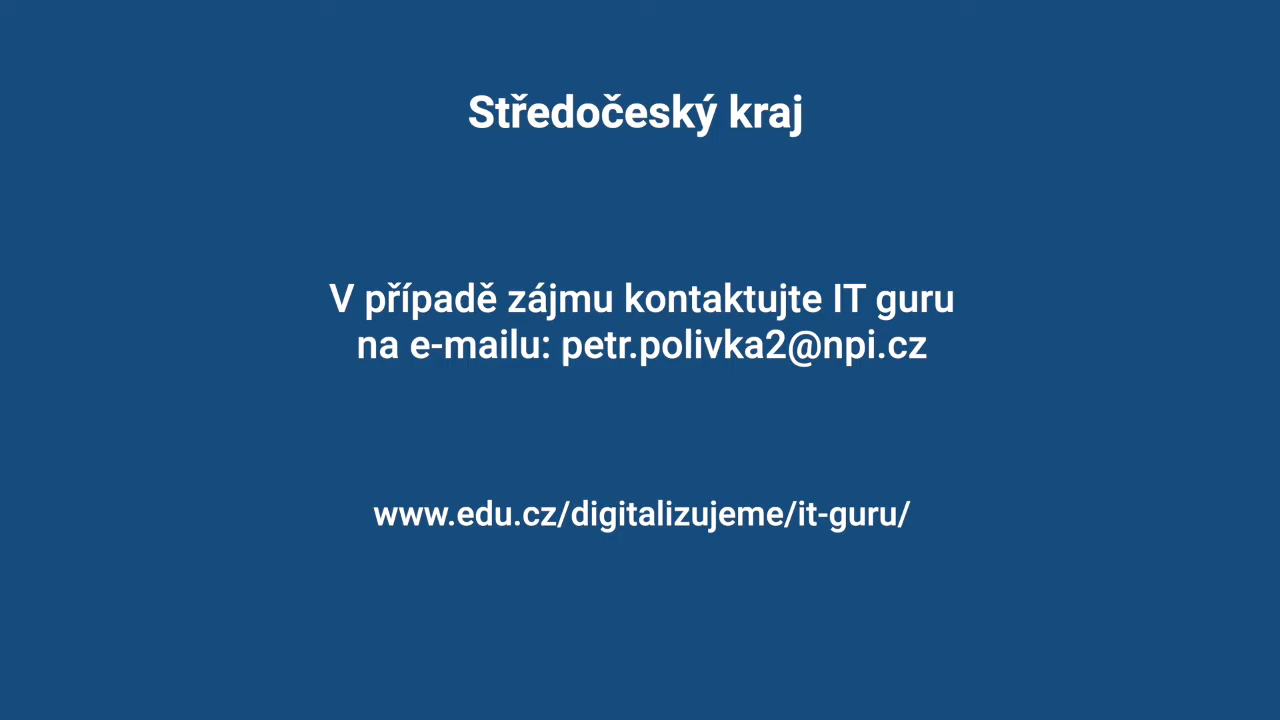 Středočeský kraj
V případě zájmu kontaktujte IT guru
na e-mailu: petr.polivka2@npi.cz
www.edu.cz/digitalizujeme/it-guru/